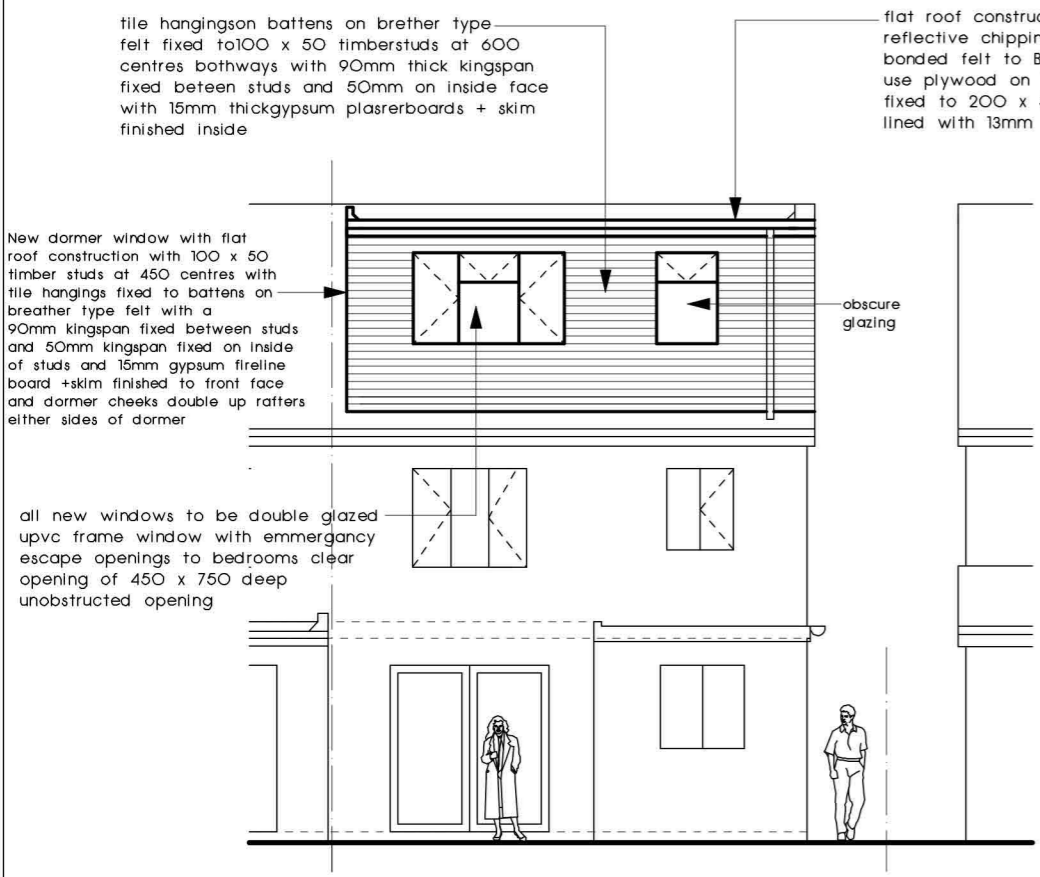 tile hangingson battens on brether type
felt fixed to100 x 50 timberstuds at 600
centres bothways with 90mm thick kingspan
fixed beteen studs and 50mm on inside face
with 15mm thickgypsum plasrerboards + skim
finished inside
flat roof construc
reflective chippin
bonded felt to B
use plywood on
fixed to 200 x
lined with 13mm
New dormer window with flat
roof construction with 100 x 50
timber studs at 450 centres with
tile hangings fixed to battens on
breather type felt with a
90mm kingspan fixed between studs
and 50mm kingspan fixed on inside
of studs and 15mm gypsum fireline
board +skim finished to front face
and dormer cheeks double up rafters
either sides of dormer
obscure
glazing
all new windows to be double glazed
upvc frame window with emmergancy
escape openings to bedrooms clear
opening of 450 x 750 deep
unobstructed opening